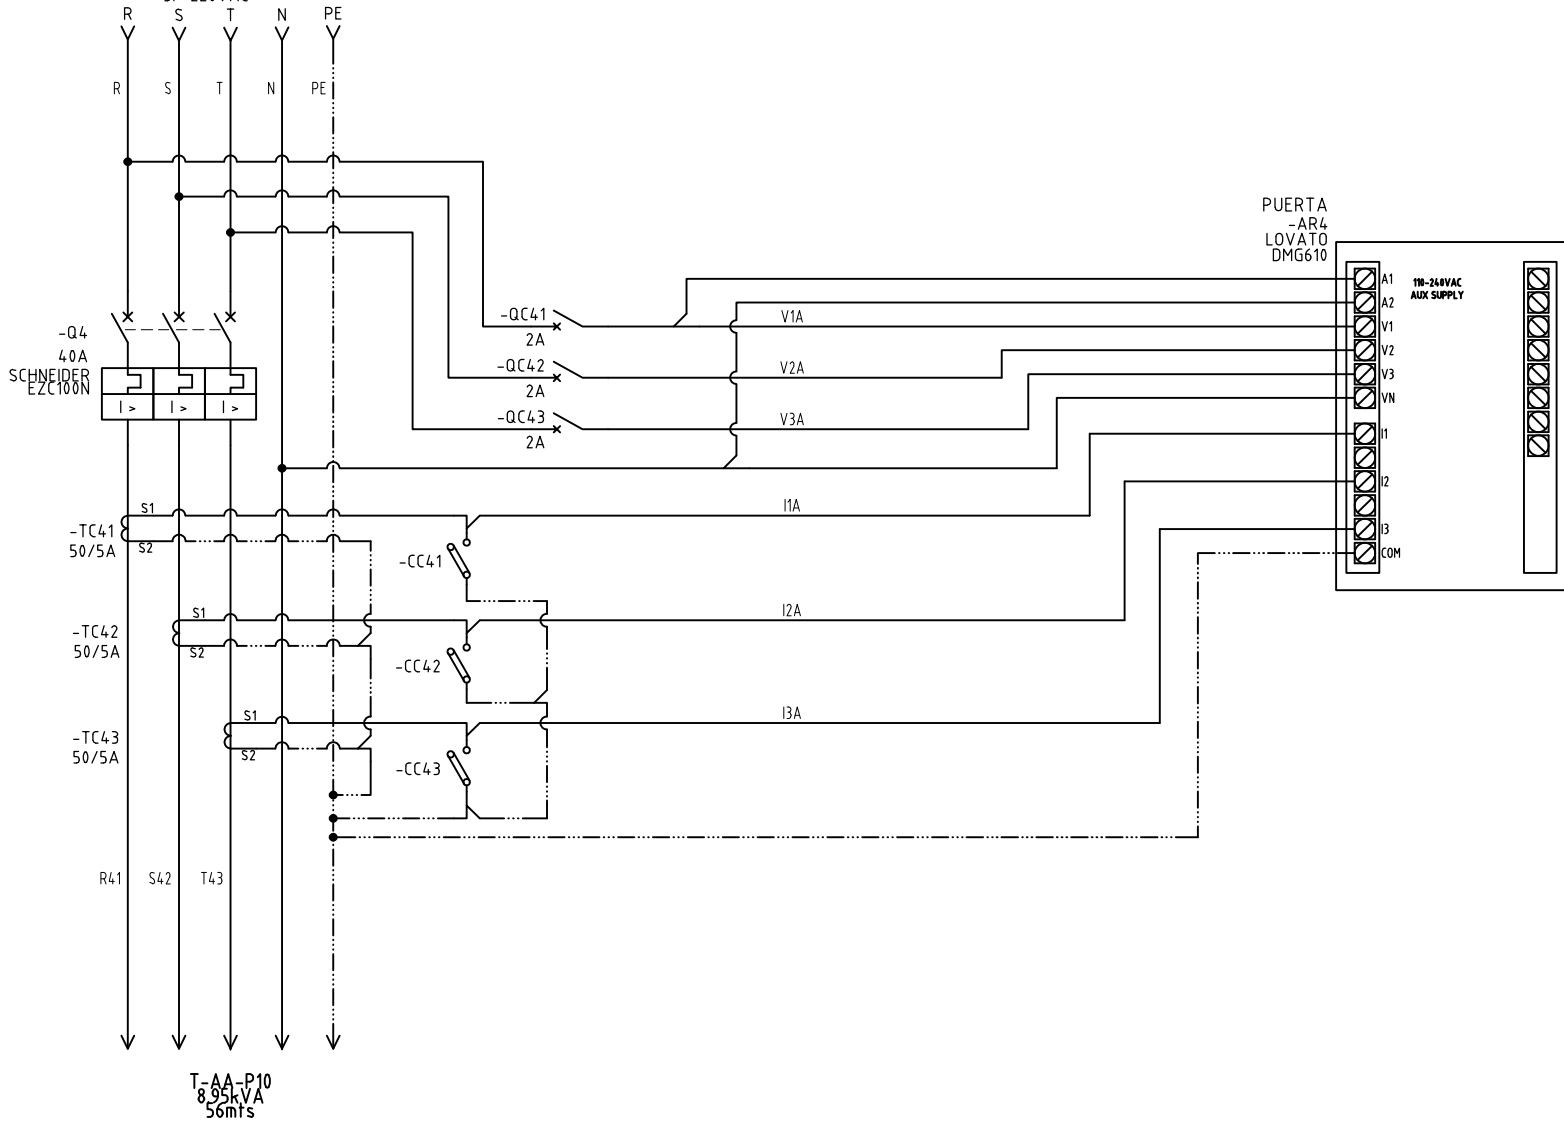 R S T N PE
R S T N PE
PUERTA
-AR4
LOVATO
DMG610
A1
110-240VAC
AUX SUPPLY
A2
-QC41
2A
V1A
V1
-Q4
40A
SCHNEIDER
EZC100N
-QC42
2A
V2A
V2
V3
VN
I > I > I >
-QC43
2A
V3A
I1
I2
I3
COM
S1
-TC41
50/5A
S2
I1A
-CC41
S1
-TC42
50/5A
S2
I2A
-CC42
S1
-TC43
50/5A
S2
I3A
-CC43
R41 S42 T43
T-AA-P10
8,95kVA
56mts